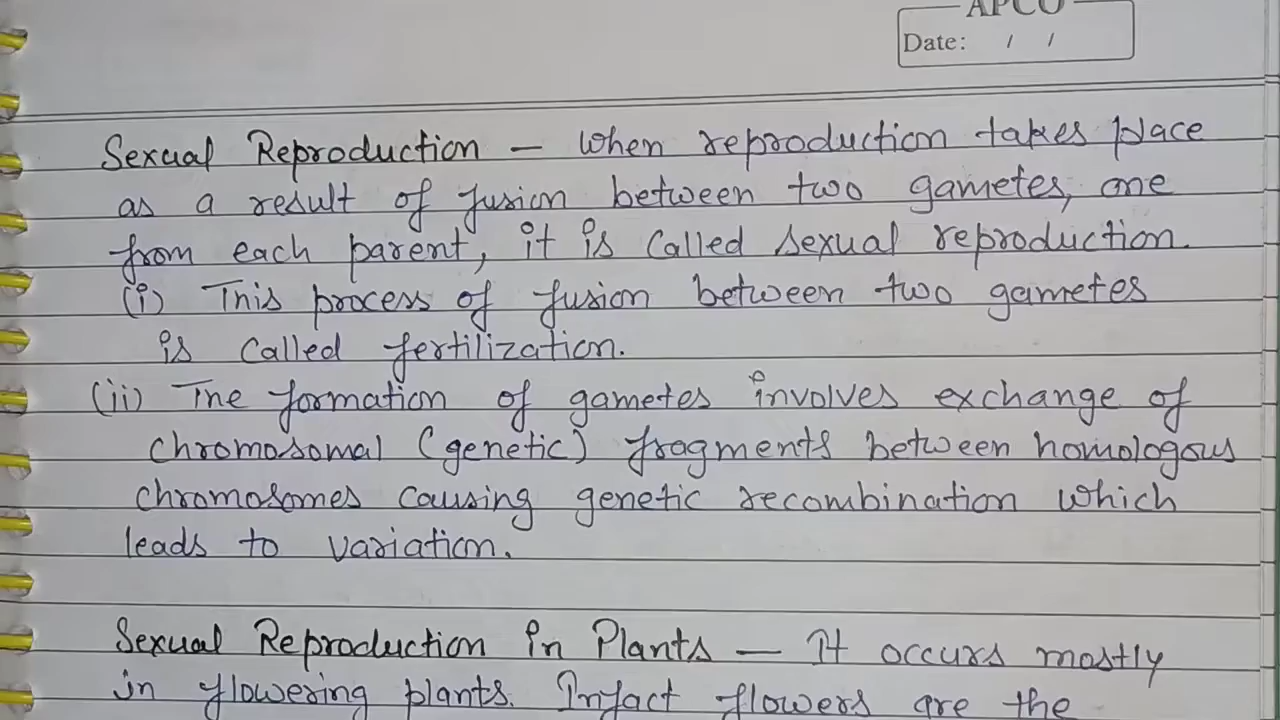 APCO
Date: / /
Sexual Reproduction – When reproduction takes place
as a result of fusion between two gametes, one
from each parent, it is called sexual reproduction.
(i) This process of fusion between two gametes
is called fertilization.
(ii) The formation of gametes involves exchange of
chromosomal (genetic) fragments between homologous
chromosomes causing genetic recombination which
leads to variation.
Sexual Reproduction in Plants – It occurs mostly
in flowering plants. Infact flowers are the